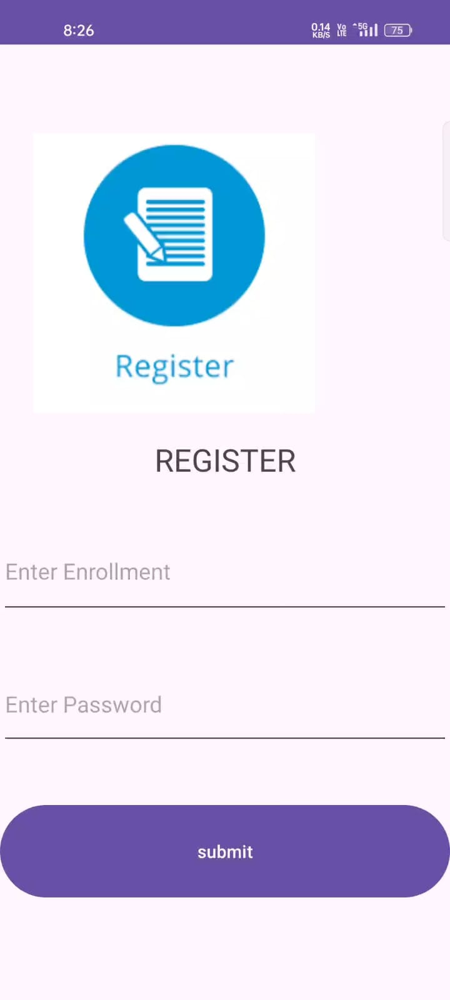 8:26 0.14 KB/S Vo LTE 5G 75
Register
REGISTER
Enter Enrollment
Enter Password
submit